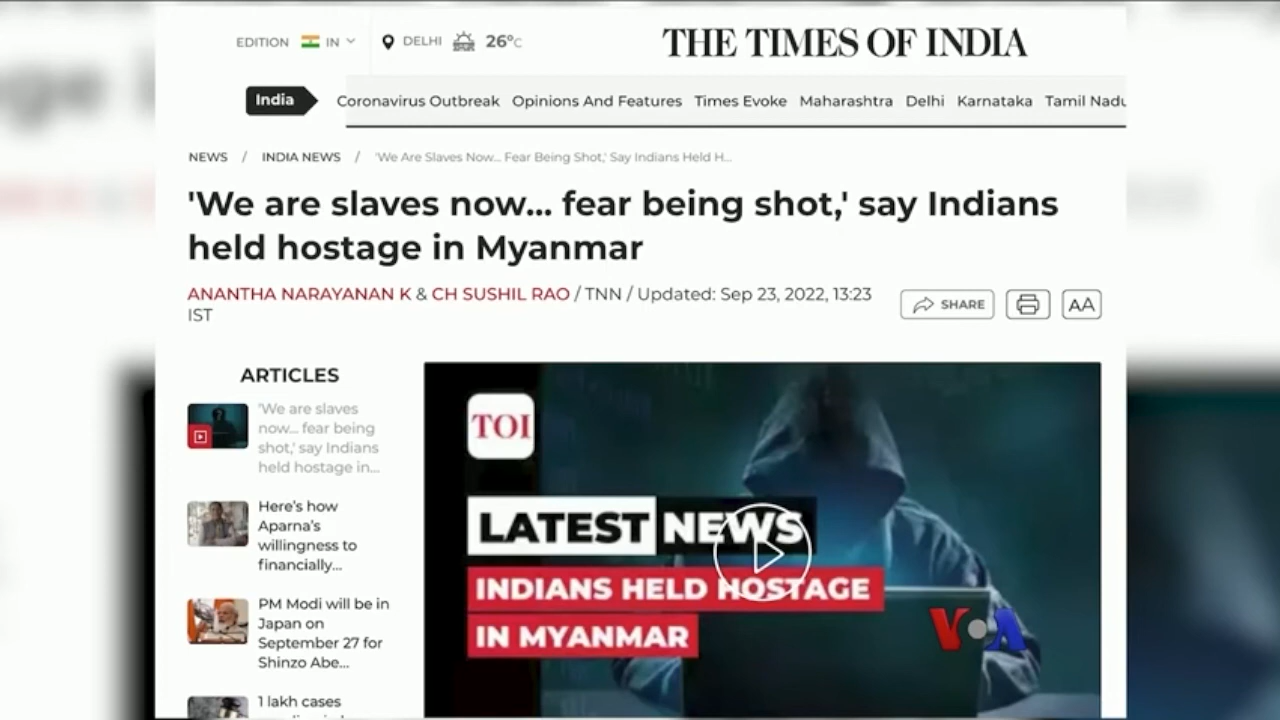 EDITION IN DELHI 26°C
THE TIMES OF INDIA
India Coronavirus Outbreak Opinions And Features Times Evoke Maharashtra Delhi Karnataka Tamil Nadu
NEWS / INDIA NEWS / 'We Are Slaves Now... Fear Being Shot,' Say Indians Held H...
'We are slaves now... fear being shot,' say Indians
held hostage in Myanmar
ANANTHA NARAYANAN K & CH SUSHIL RAO / TNN / Updated: Sep 23, 2022, 13:23
IST
SHARE
AA
ARTICLES
'We are slaves
now... fear being
shot,' say Indians
held hostage in...
Here's how
Aparna's
willingness to
financially...
PM Modi will be in
Japan on
September 27 for
Shinzo Abe...
1 lakh cases
TOI
LATEST NEWS
INDIANS HELD HOSTAGE
IN MYANMAR
VOA